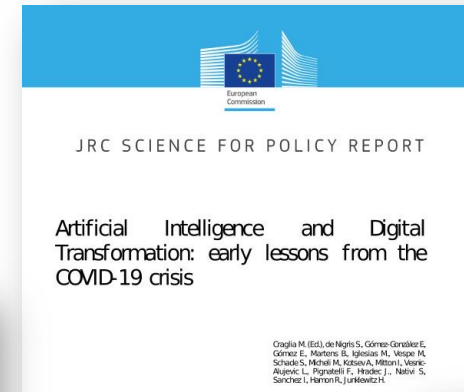 European
Commission
JRC SCIENCE FOR POLICY REPORT
Artificial Intelligence and Digital
Transformation: early lessons from the
COVID-19 crisis
Craglia M. (Ed.), de Nigris S., Gómez-González E.,
Gómez E., Martens B., Iglesias M., Vespe M.,
Schade S., Micheli M., Kotsev A., Mitton I., Vesnic-
Alujevic L., Pignatelli F., Hradec J., Nativi S.,
Sanchez I., Hamon R., Junklewitz H.